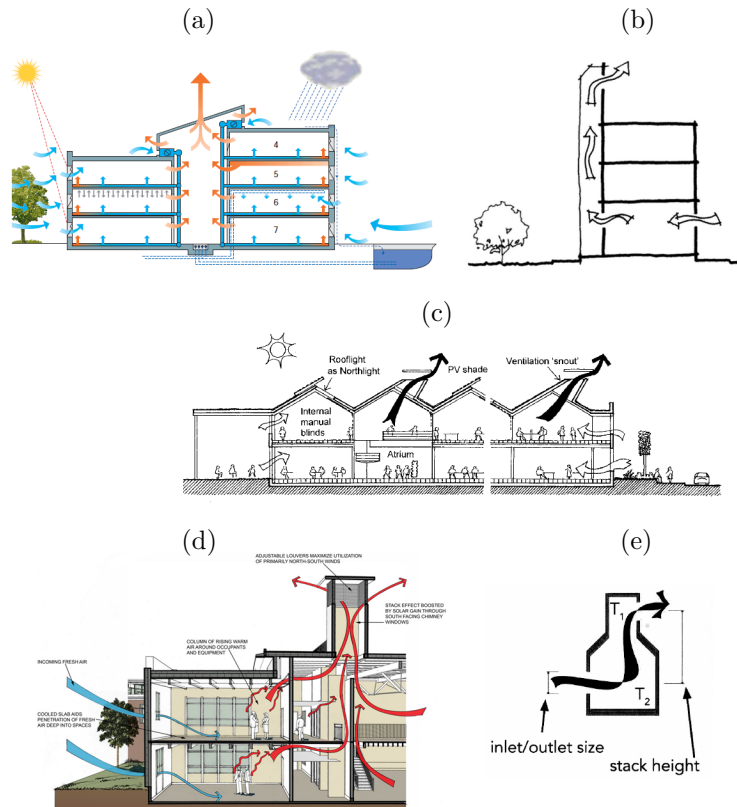 (a)
(b)
4
5
6
7
(c)
Rooflight
as Northlight
PV shade
Ventilation 'snout'
Internal
manual
blinds
Atrium
(d)
(e)
ADJUSTABLE LOUVERS MAXIMIZE UTILIZATION
OF PRIMARILY NORTH-SOUTH WINDS
STACK EFFECT BOOSTED
BY SOLAR GAIN THROUGH
SOUTH FACING CHIMNEY
WINDOWS
COLUMN OF RISING WARM
AIR AROUND OCCUPANTS
AND EQUIPMENT
INCOMING FRESH AIR
COOLED SLAB AIDS
PENETRATION OF FRESH
AIR DEEP INTO SPACES
T1
T2
inlet/outlet size
stack height